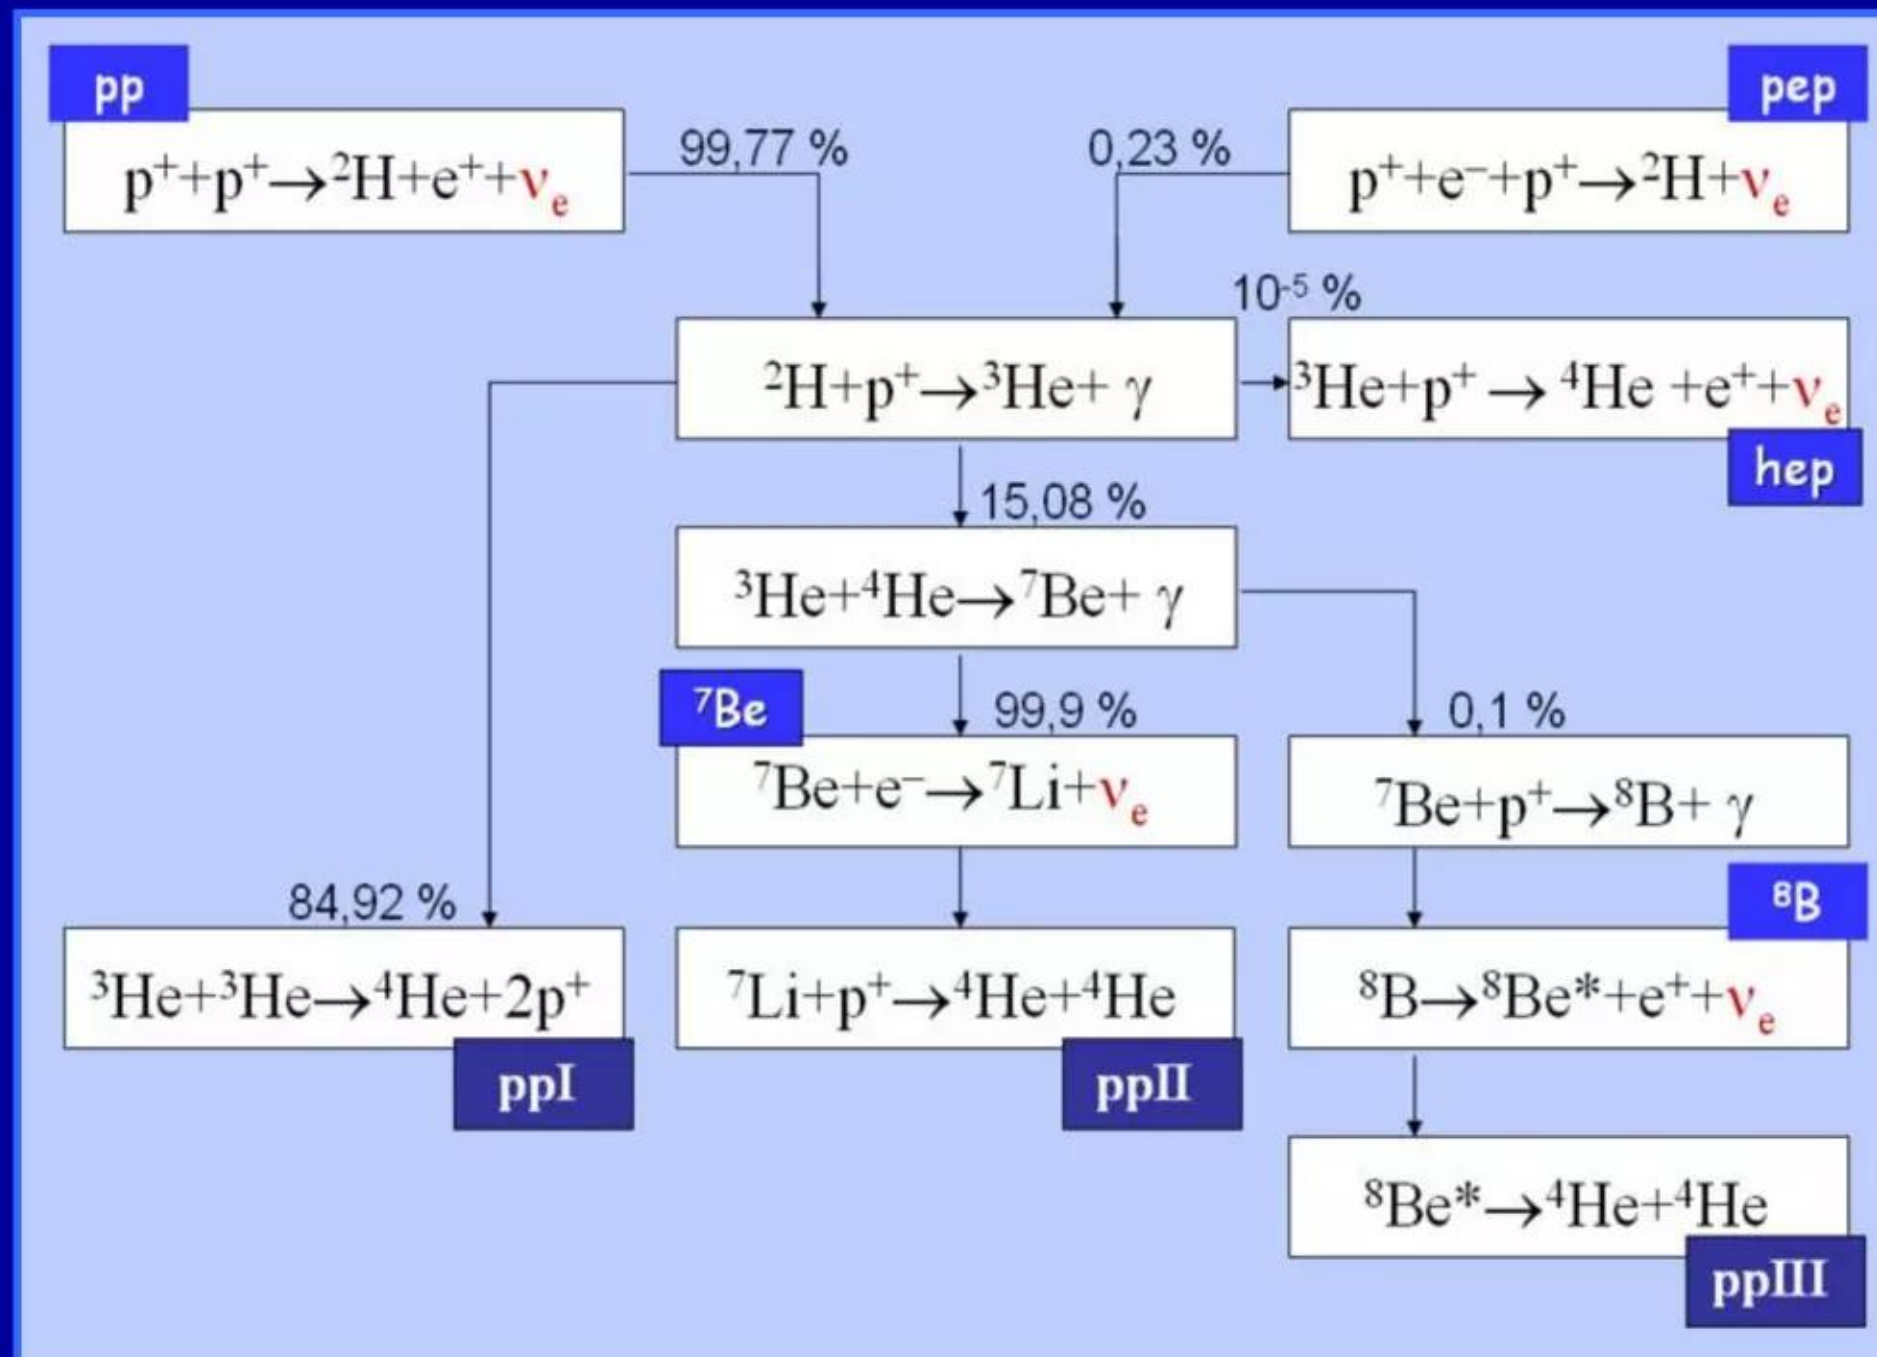 pp
pep
p⁺+p⁺→²H+e⁺+νₑ
99,77 %
0,23 %
p⁺+e⁻+p⁺→²H+νₑ
10⁻⁵ %
²H+p⁺→³He+ γ
³He+p⁺ → ⁴He +e⁺+νₑ
hep
15,08 %
³He+⁴He→⁷Be+ γ
⁷Be
99,9 %
0,1 %
⁷Be+e⁻→⁷Li+νₑ
⁷Be+p⁺→⁸B+ γ
84,92 %
⁸B
³He+³He→⁴He+2p⁺
⁷Li+p⁺→⁴He+⁴He
⁸B→⁸Be*+e⁺+νₑ
ppI
ppII
⁸Be*→⁴He+⁴He
ppIII